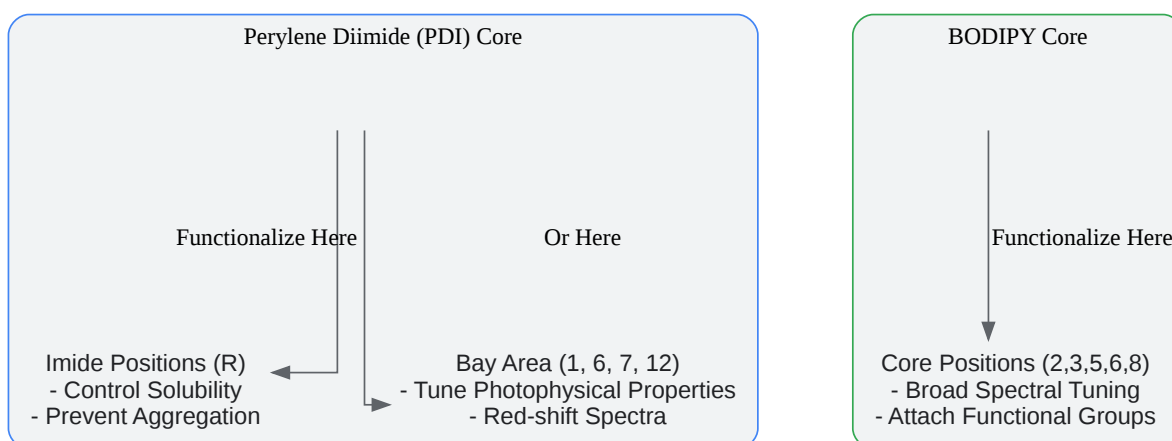 Perylene Diimide (PDI) Core
Functionalize Here
Or Here
Imide Positions (R)
- Control Solubility
- Prevent Aggregation
Bay Area (1, 6, 7, 12)
- Tune Photophysical Properties
- Red-shift Spectra
BODIPY Core
Functionalize Here
Core Positions (2,3,5,6,8)
- Broad Spectral Tuning
- Attach Functional Groups